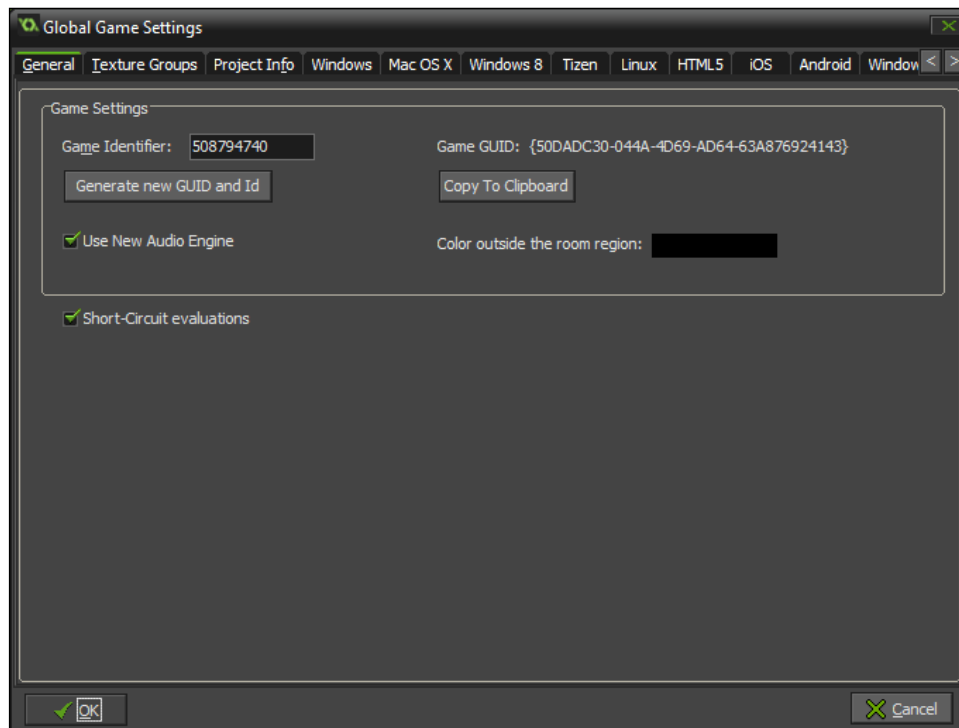 Global Game Settings
General Texture Groups Project Info Windows Mac OS X Windows 8 Tizen Linux HTML5 iOS Android Window < >
Game Settings
Game Identifier: 508794740 Game GUID: {50DADC30-044A-4D69-AD64-63A876924143}
Generate new GUID and Id Copy To Clipboard
Use New Audio Engine Color outside the room region:
Short-Circuit evaluations
OK Cancel